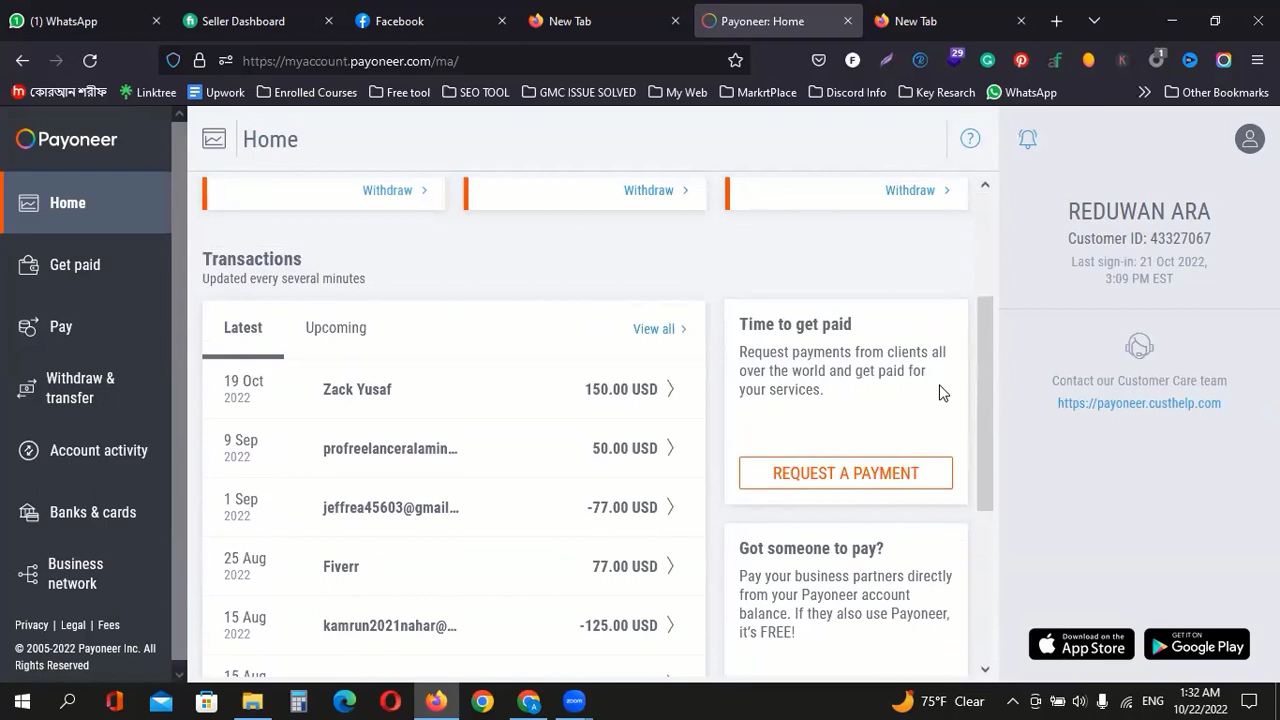 (1) WhatsApp
Seller Dashboard
Facebook
New Tab
Payoneer: Home
New Tab
https://myaccount.payoneer.com/ma/
29
1
কোরআন শরীফ
Linktree
Upwork
Enrolled Courses
Free tool
SEO TOOL
GMC ISSUE SOLVED
My Web
MarkrtPlace
Discord Info
Key Resarch
WhatsApp
Other Bookmarks
Payoneer
Home
Get paid
Pay
Withdraw &
transfer
Account activity
Banks & cards
Business
network
Privacy | Legal | Fees
© 2005-2022 Payoneer Inc. All
Rights Reserved
Home
Withdraw
Withdraw
Withdraw
Transactions
Updated every several minutes
Latest
Upcoming
View all
19 Oct
2022
Zack Yusaf
150.00 USD
9 Sep
2022
profreelanceralamin...
50.00 USD
1 Sep
2022
jeffrea45603@gmail...
-77.00 USD
25 Aug
2022
Fiverr
77.00 USD
15 Aug
2022
kamrun2021nahar@...
-125.00 USD
15 Aug
Time to get paid
Request payments from clients all
over the world and get paid for
your services.
REQUEST A PAYMENT
Got someone to pay?
Pay your business partners directly
from your Payoneer account
balance. If they also use Payoneer,
it's FREE!
REDUWAN ARA
Customer ID: 43327067
Last sign-in: 21 Oct 2022,
3:09 PM EST
Contact our Customer Care team
https://payoneer.custhelp.com
Download on the
App Store
GET IT ON
Google Play
zoom
75°F Clear
ENG
1:32 AM
10/22/2022